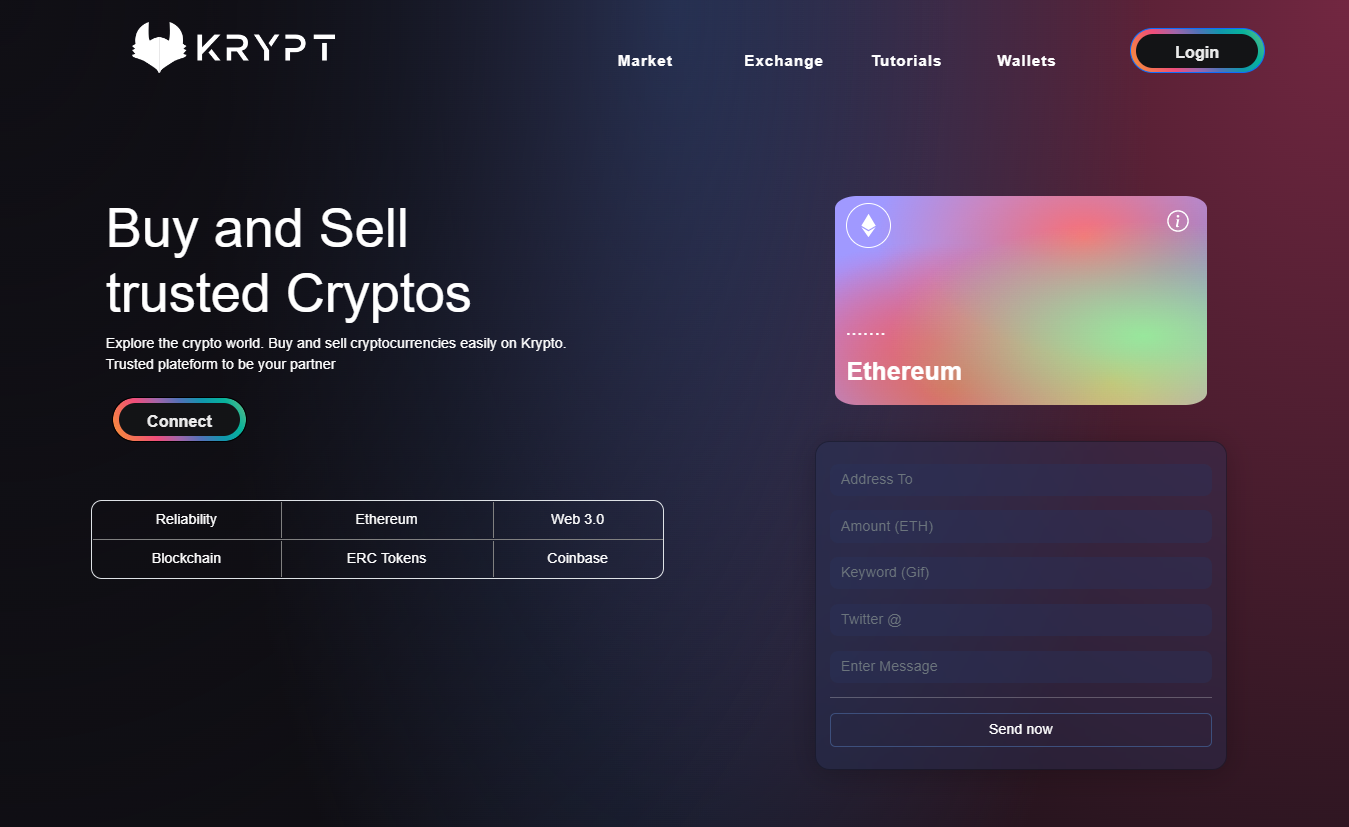 KRYPT
Market Exchange Tutorials Wallets Login
Buy and Sell
trusted Cryptos
Explore the crypto world. Buy and sell cryptocurrencies easily on Krypto.
Trusted plateform to be your partner
Connect
Reliability Ethereum Web 3.0
Blockchain ERC Tokens Coinbase
i
-------
Ethereum
Address To
Amount (ETH)
Keyword (Gif)
Twitter @
Enter Message
Send now